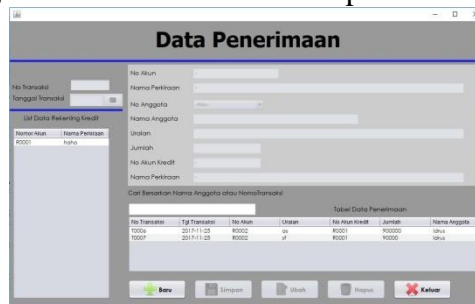 Data Penerimaan
No Transaksi
Tanggal Transaksi
List Data Rekening Kredit
Nomor Akun Nama Perkiraan
R0001 haha
No Akun
Nama Perkiraan
No Anggota
Nama Anggota
Uraian
Jumlah
No Akun Kredit
Nama Perkiraan
Cari Berdarkan Nama Anggota atau NomoTransaksi
Tabel Data Penerimaan
No Transaksi Tgl Transaksi No Akun Uraian No Akun Kredit Jumlah Nama Anggota
T0006 2017-11-25 R0002 as R0001 900000 Idrus
T0007 2017-11-25 R0002 sf R0001 90000 Idrus
Baru Simpan Ubah Hapus Keluar